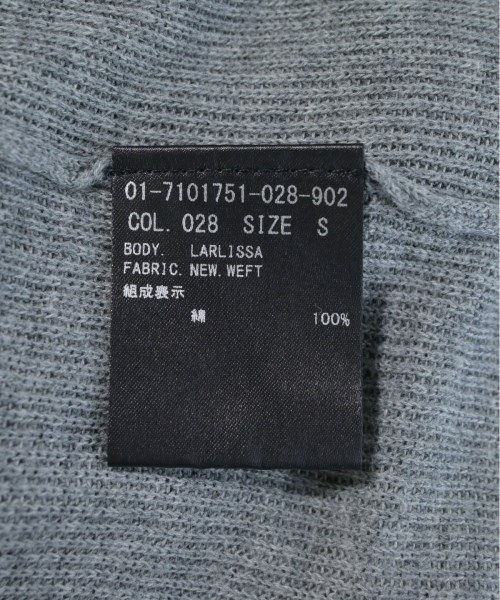 01-7101751-028-902
COL. 028 SIZE S
BODY. LARLISSA
FABRIC. NEW. WEFT
組成表示
綿 100%